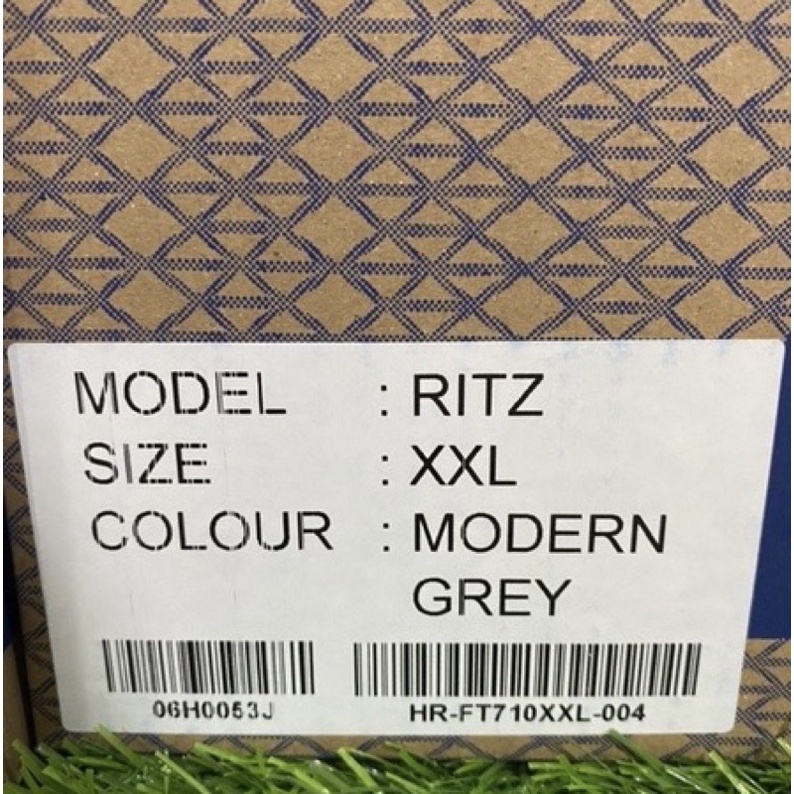 MODEL : RITZ
SIZE : XXL
COLOUR : MODERN
GREY
06H0053J HR-FT710XXL-004